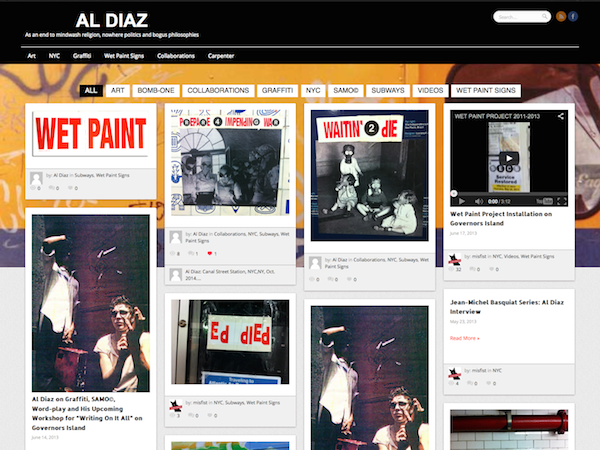 AL DIAZ
As an end to mindwash religion, nowhere politics and bogus philosophies
Search...
Art NYC Graffiti Wet Paint Signs Collaborations Carpenter
ALL ART BOMB-ONE COLLABORATIONS GRAFFITI NYC SAMO© SUBWAYS VIDEOS WET PAINT SIGNS
WET PAINT
by: Al Diaz in Subways, Wet Paint Signs
0 0 0
Al Diaz on Graffiti, SAMO©,
Word-play and His Upcoming
Workshop for "Writing On It All" on
Governors Island
June 14, 2013
PREPARE 4 IMPENDING WAR
by: Al Diaz in Collaborations, NYC, Subways, Wet
Paint Signs
1 1
Al Diaz Canal Street Station, NYC,NY, Oct.
2014....
Ed diEd
by: misfist in NYC, Subways, Wet Paint Signs
3 0 0
WAITIN' 2 diE
by: Al Diaz in Collaborations, NYC, Subways, Wet
Paint Signs
0 0 0
WET PAINT PROJECT 2011-2013
Service
Restored
0:00 / 3:12
YouTube
Wet Paint Project Installation on
Governors Island
June 17, 2013
by: misfist in NYC, Videos, Wet Paint Signs
32 0 0
Jean-Michel Basquiat Series: Al Diaz
Interview
May 23, 2013
Read More »
by: misfist in NYC
4 0 0